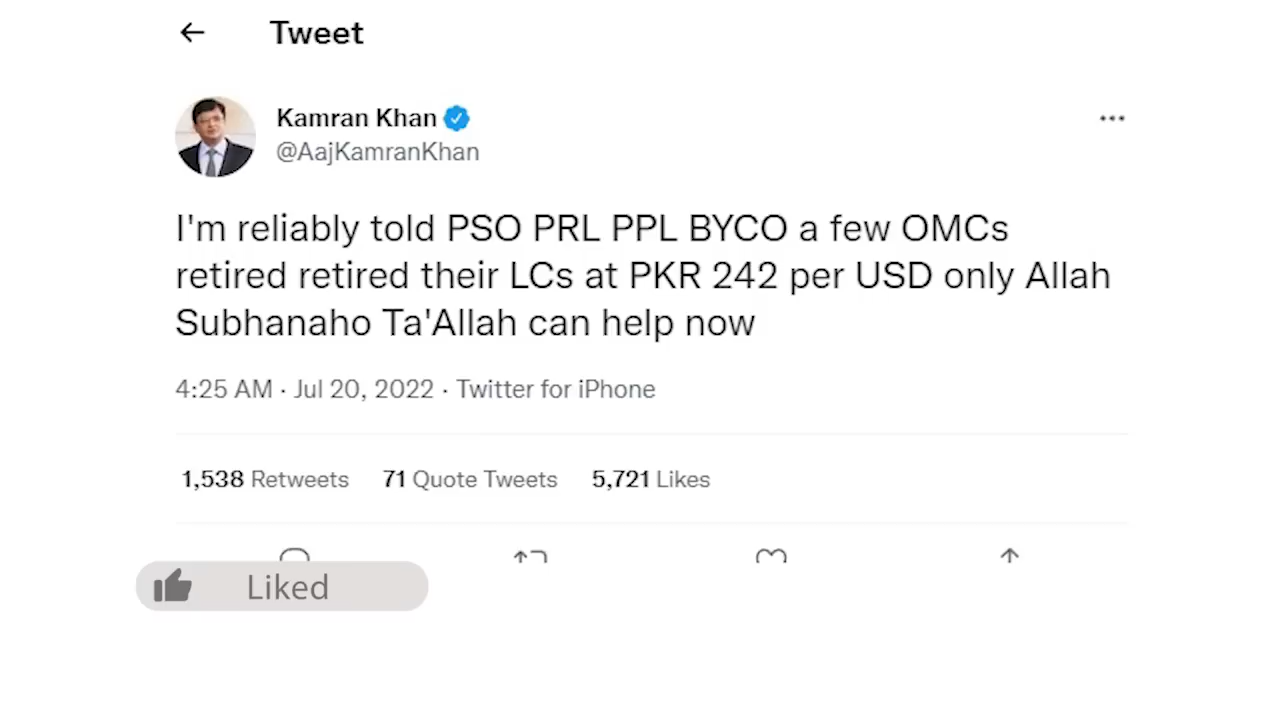 Tweet
Kamran Khan
@AajKamranKhan
I'm reliably told PSO PRL PPL BYCO a few OMCs
retired retired their LCs at PKR 242 per USD only Allah
Subhanaho Ta'Allah can help now
4:25 AM · Jul 20, 2022 · Twitter for iPhone
1,538 Retweets 71 Quote Tweets 5,721 Likes
Liked